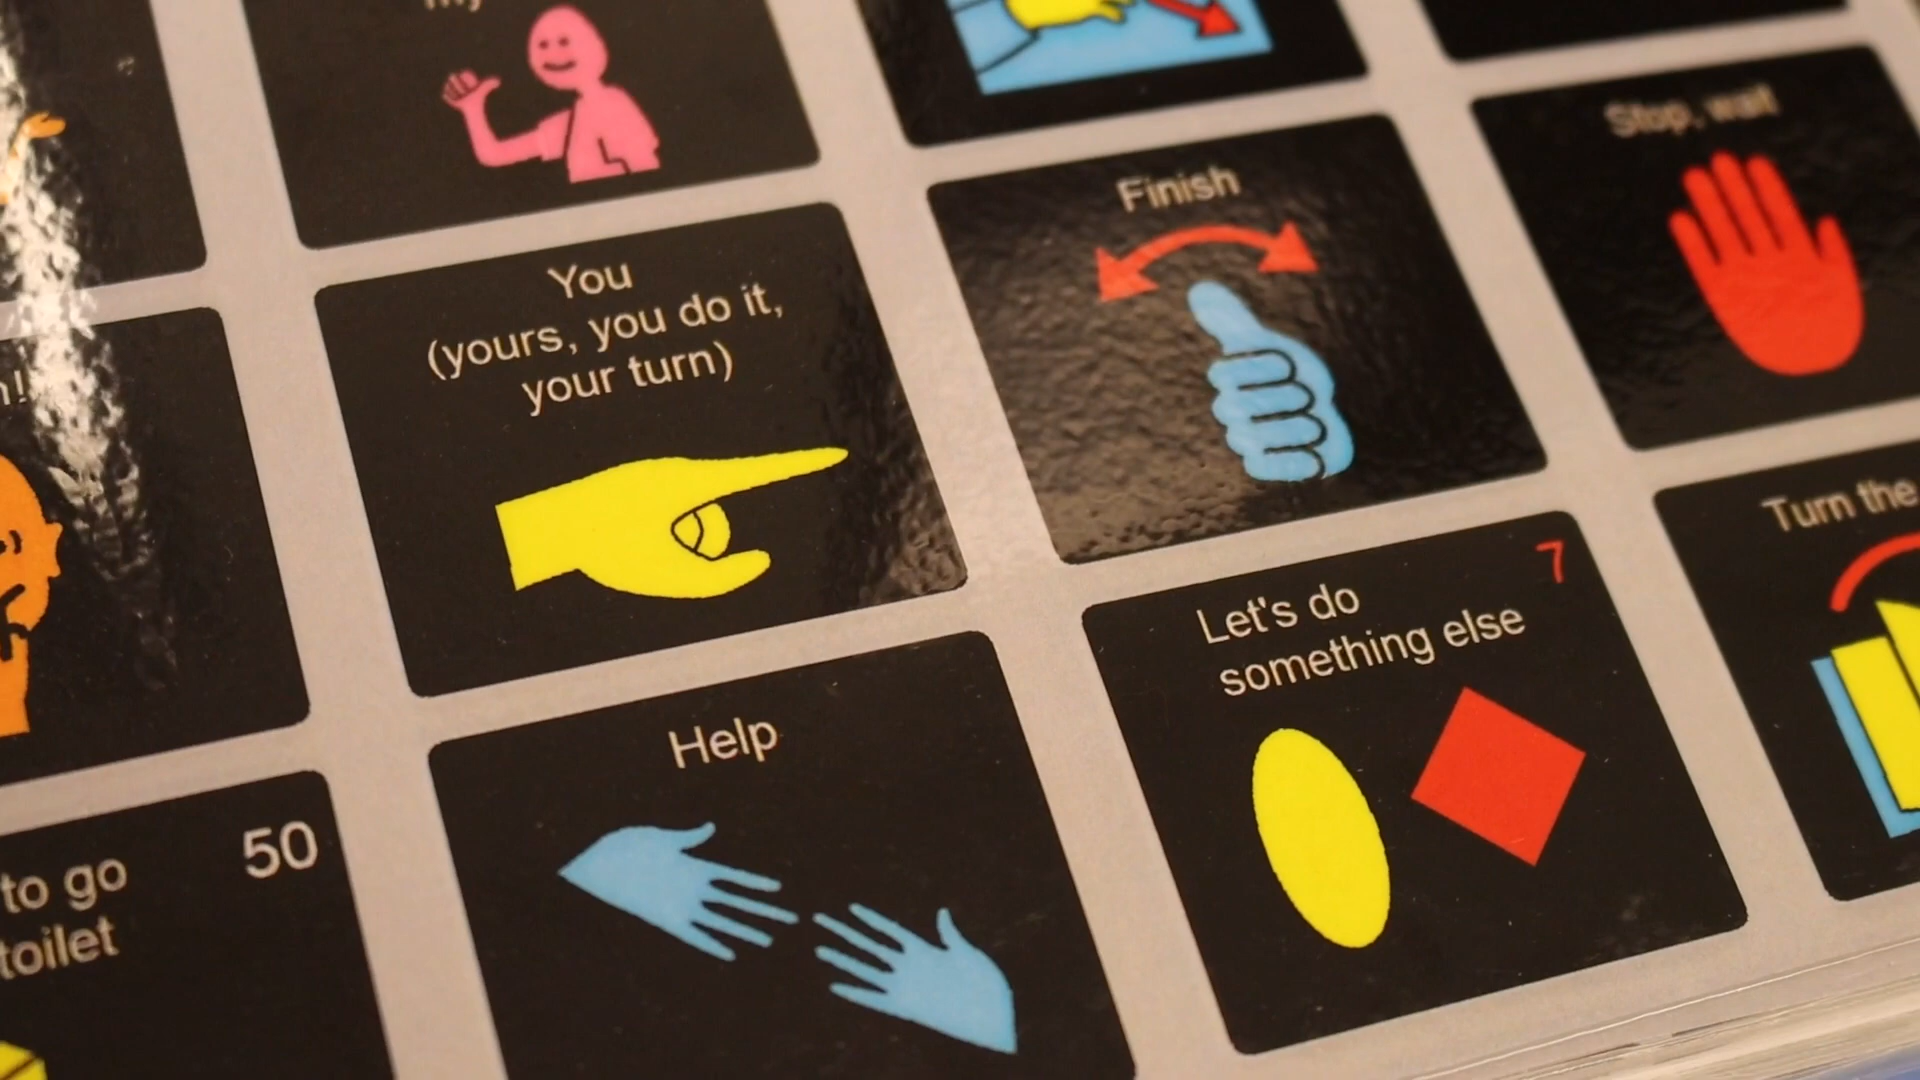 You
(yours, you do it,
your turn)
Finish
Stop, wait
Help
Let's do
something else
7
Turn the
50
to go
toilet